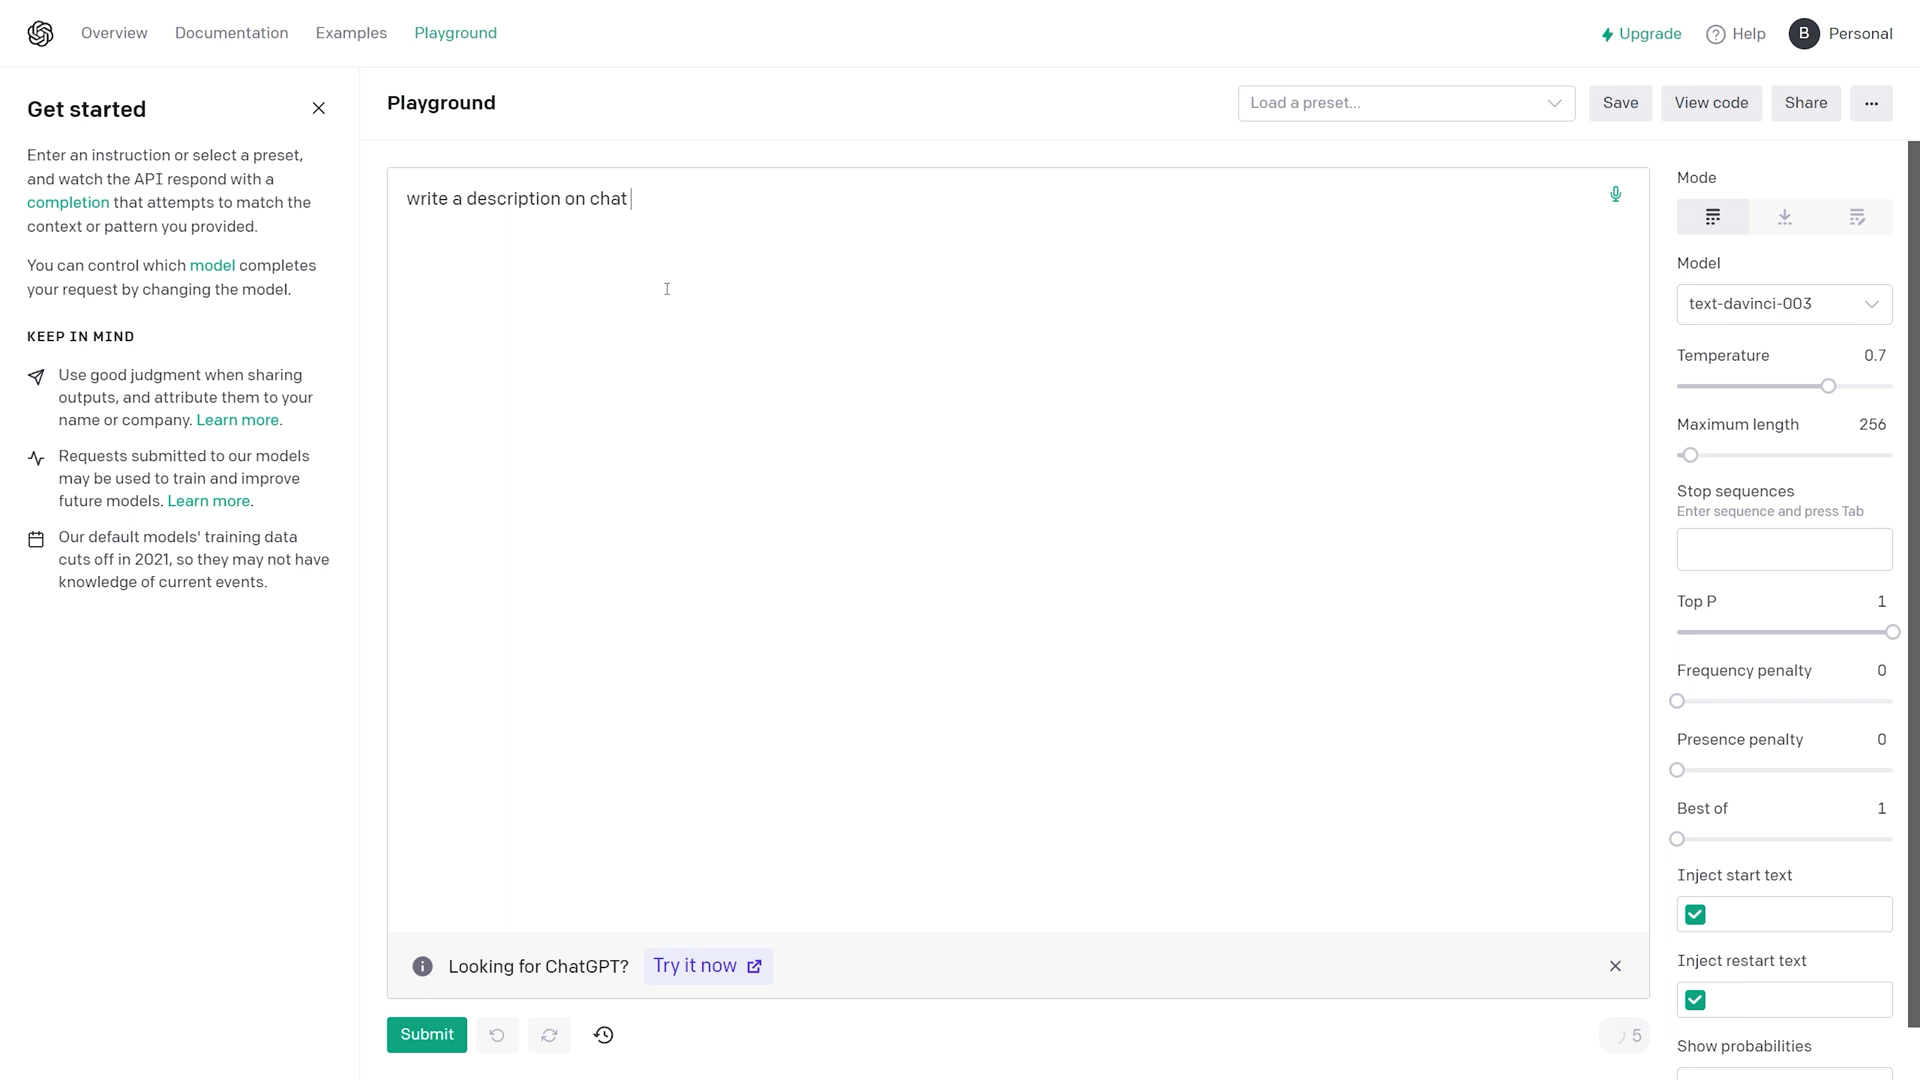 Overview Documentation Examples Playground
Upgrade Help B Personal
Get started
Enter an instruction or select a preset,
and watch the API respond with a
completion that attempts to match the
context or pattern you provided.
You can control which model completes
your request by changing the model.
KEEP IN MIND
Use good judgment when sharing
outputs, and attribute them to your
name or company. Learn more.
Requests submitted to our models
may be used to train and improve
future models. Learn more.
Our default models' training data
cuts off in 2021, so they may not have
knowledge of current events.
Playground
Load a preset... Save View code Share ...
write a description on chat
Looking for ChatGPT? Try it now
Submit
5
Mode
Model
text-davinci-003
Temperature 0.7
Maximum length 256
Stop sequences
Enter sequence and press Tab
Top P 1
Frequency penalty 0
Presence penalty 0
Best of 1
Inject start text
Inject restart text
Show probabilities